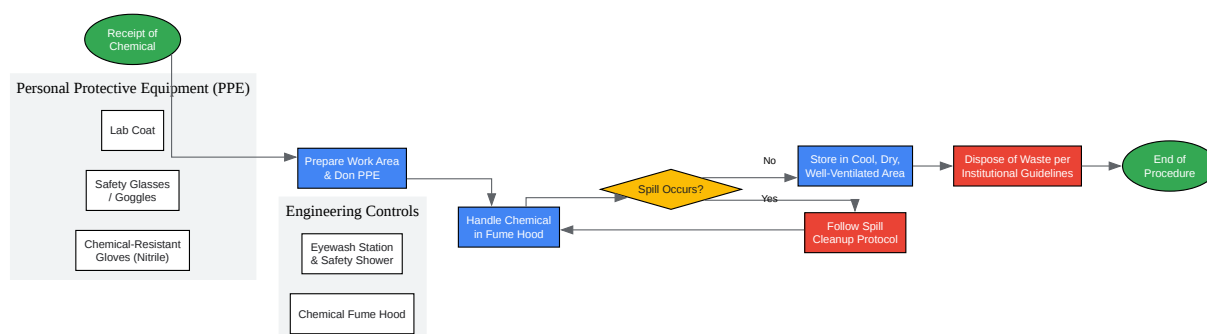 Receipt of
Chemical
Personal Protective Equipment (PPE)
Lab Coat
Safety Glasses
/ Goggles
Chemical-Resistant
Gloves (Nitrile)
Prepare Work Area
& Don PPE
Engineering Controls
Eyewash Station
& Safety Shower
Chemical Fume Hood
Handle Chemical
in Fume Hood
Spill Occurs?
No
Yes
Store in Cool, Dry,
Well-Ventilated Area
Follow Spill
Cleanup Protocol
Dispose of Waste per
Institutional Guidelines
End of
Procedure